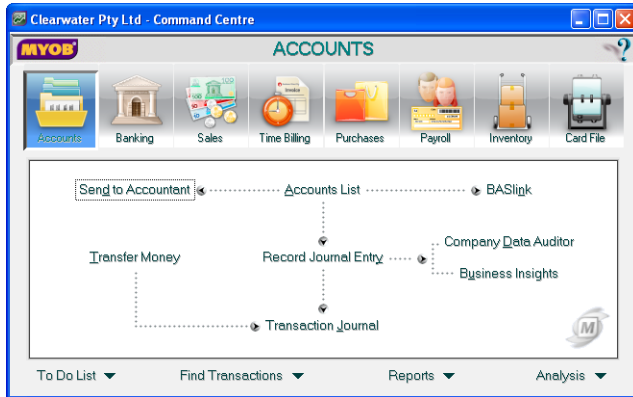 Clearwater Pty Ltd - Command Centre
MYOB
ACCOUNTS
Accounts Banking Sales Time Billing Purchases Payroll Inventory Card File
Send to Accountant Accounts List BASlink
Company Data Auditor
Transfer Money Record Journal Entry
Business Insights
Transaction Journal
To Do List Find Transactions Reports Analysis